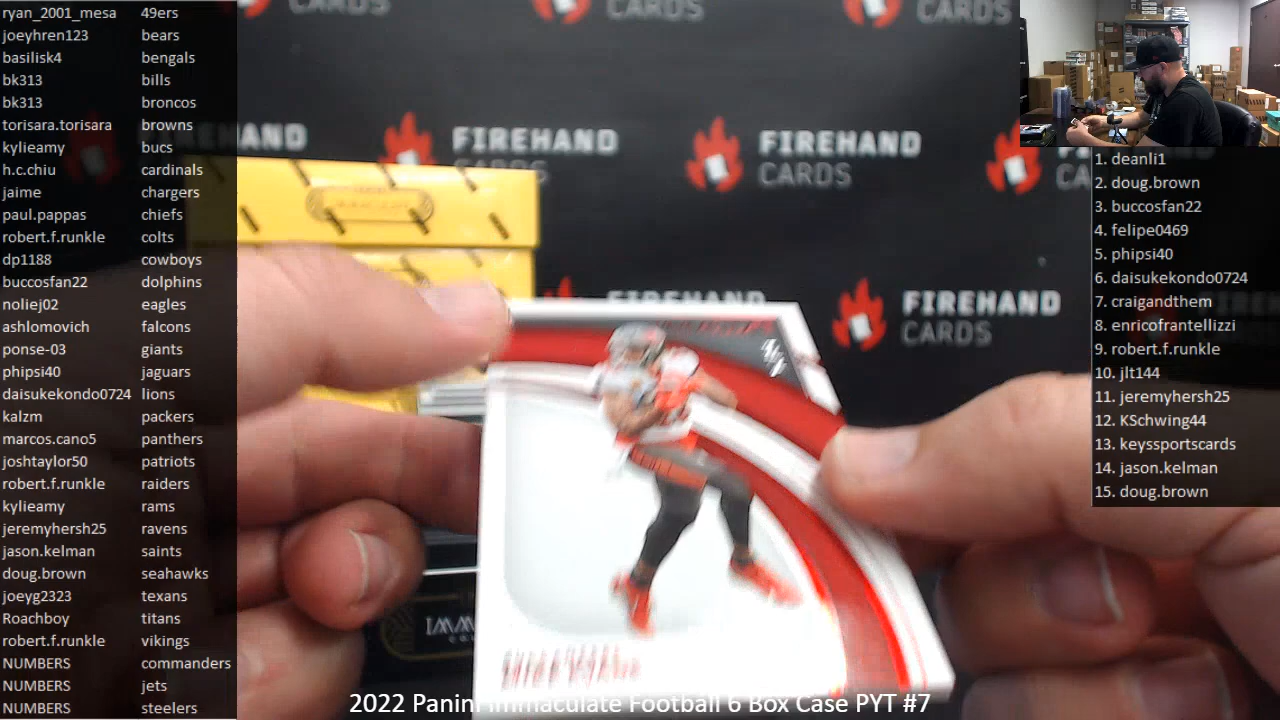 ryan_2001_mesa 49ers
joeyhren123 bears
basilisk4 bengals
bk313 bills
bk313 broncos
torisara.torisara browns
kylieamy bucs
h.c.chiu cardinals
jaime chargers
paul.pappas chiefs
robert.f.runkle colts
dp1188 cowboys
buccosfan22 dolphins
noliej02 eagles
ashlomovich falcons
ponse-03 giants
phipsi40 jaguars
daisukekondo0724 lions
kalzm packers
marcos.cano5 panthers
joshtaylor50 patriots
robert.f.runkle raiders
kylieamy rams
jeremyhersh25 ravens
jason.kelman saints
doug.brown seahawks
joeyg2323 texans
Roachboy titans
robert.f.runkle vikings
NUMBERS commanders
NUMBERS jets
NUMBERS steelers
CARDS
CARDS
CARDS
FIREHAND
CARDS
FIREHAND
CARDS
FIREHAND
FIREHAND
CARDS
1. deanli1
2. doug.brown
3. buccosfan22
4. felipe0469
5. phipsi40
6. daisukekondo0724
7. craigandthem
8. enricofrantellizzi
9. robert.f.runkle
10. jlt144
11. jeremyhersh25
12. KSchwing44
13. keyssportscards
14. jason.kelman
15. doug.brown
2022 Panini Immaculate Football 6 Box Case PYT #7